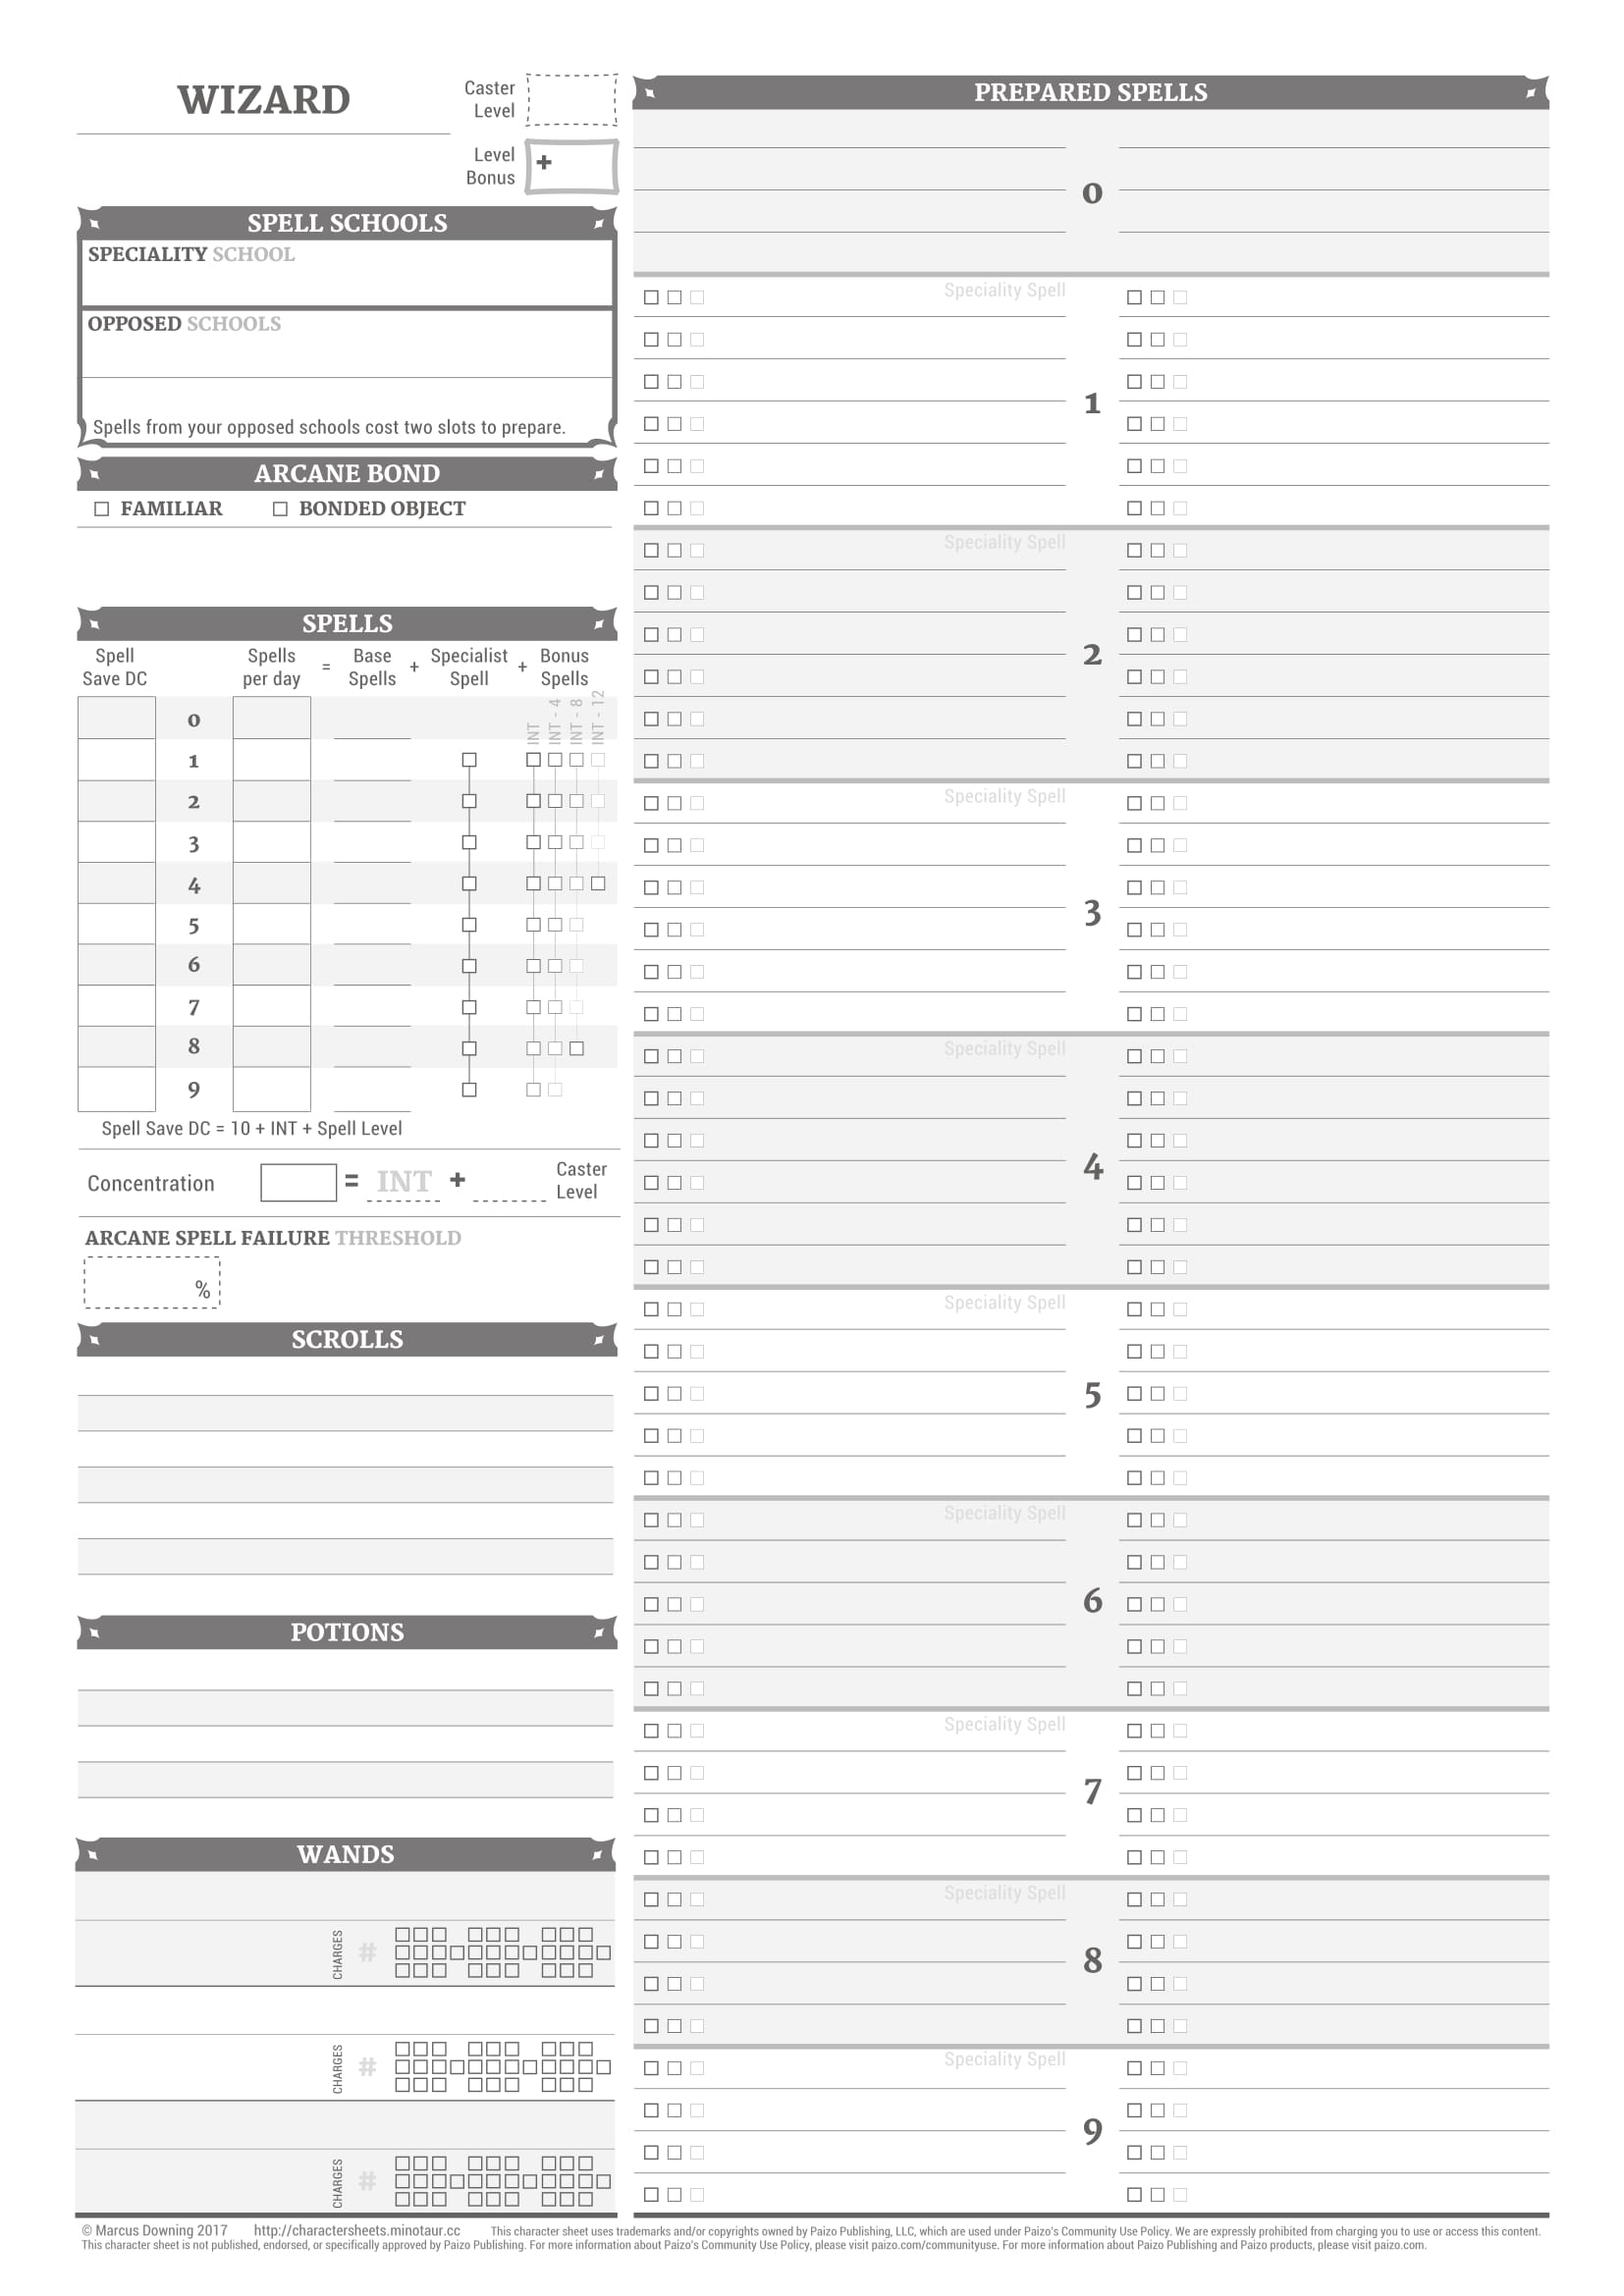 WIZARD
Caster
Level
Level
Bonus
+
SPELL SCHOOLS
SPECIALITY SCHOOL
OPPOSED SCHOOLS
Spells from your opposed schools cost two slots to prepare.
ARCANE BOND
FAMILIAR BONDED OBJECT
SPELLS
Spell
Save DC
Spells
per day
=
Base
Spells
+
Specialist
Spell
+
Bonus
Spells
INT
INT - 4
INT - 8
INT - 12
0
1
2
3
4
5
6
7
8
9
Spell Save DC = 10 + INT + Spell Level
Concentration = INT + Caster
Level
ARCANE SPELL FAILURE THRESHOLD
%
SCROLLS
POTIONS
WANDS
CHARGES #
CHARGES #
CHARGES #
PREPARED SPELLS
0
Speciality Spell
1
Speciality Spell
2
Speciality Spell
3
Speciality Spell
4
Speciality Spell
5
Speciality Spell
6
Speciality Spell
7
Speciality Spell
8
Speciality Spell
9
© Marcus Downing 2017 http://charactersheets.minotaur.cc This character sheet uses trademarks and/or copyrights owned by Paizo Publishing, LLC, which are used under Paizo's Community Use Policy. We are expressly prohibited from charging you to use or access this content.
This character sheet is not published, endorsed, or specifically approved by Paizo Publishing. For more information about Paizo's Community Use Policy, please visit paizo.com/communityuse. For more information about Paizo Publishing and Paizo products, please visit paizo.com.